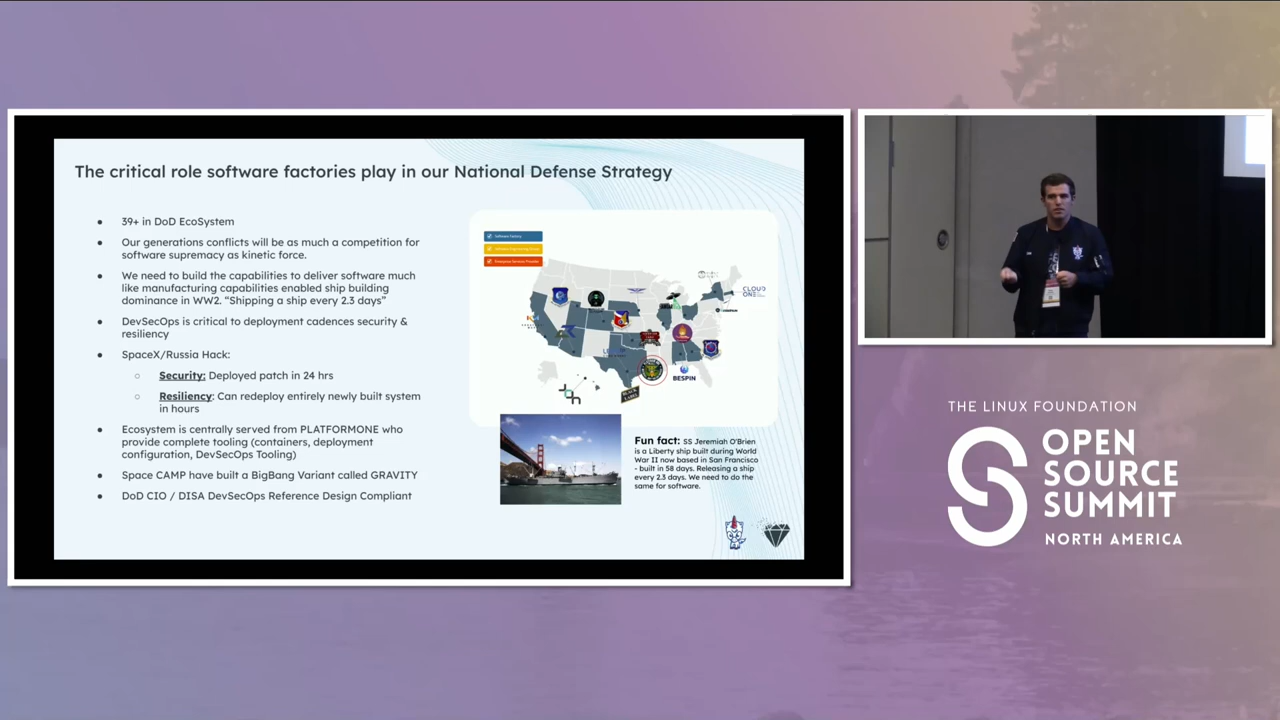 The critical role software factories play in our National Defense Strategy
39+ in DoD EcoSystem
Our generations conflicts will be as much a competition for
software supremacy as kinetic force.
We need to build the capabilities to deliver software much
like manufacturing capabilities enabled ship building
dominance in WW2. “Shipping a ship every 2.3 days”
DevSecOps is critical to deployment cadences security &
resiliency
SpaceX/Russia Hack:
Security: Deployed patch in 24 hrs
Resiliency: Can redeploy entirely newly built system
in hours
Ecosystem is centrally served from PLATFORMONE who
provide complete tooling (containers, deployment
configuration, DevSecOps Tooling)
Space CAMP have built a BigBang Variant called GRAVITY
DoD CIO / DISA DevSecOps Reference Design Compliant
Software Factory
Enterprise Services Provider
CLOUD
ONE
BESPIN
Fun fact: SS Jeremiah O'Brien
is a Liberty ship built during World
War II now based in San Francisco
- built in 58 days. Releasing a ship
every 2.3 days. We need to do the
same for software.
THE LINUX FOUNDATION
OPEN
SOURCE
SUMMIT
NORTH AMERICA